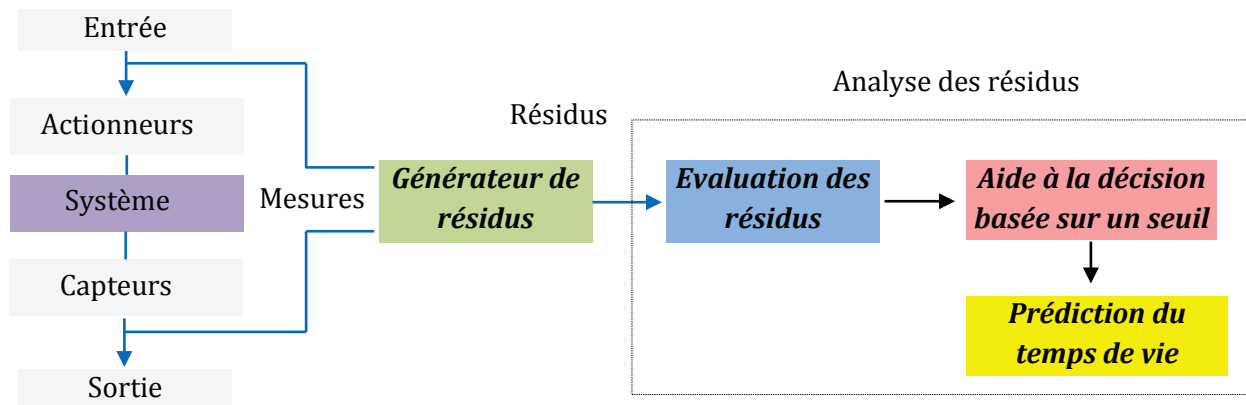 Entrée
Actionneurs
Système
Capteurs
Sortie
Mesures
Générateur de
résidus
Résidus
Analyse des résidus
Evaluation des
résidus
Aide à la décision
basée sur un seuil
Prédiction du
temps de vie